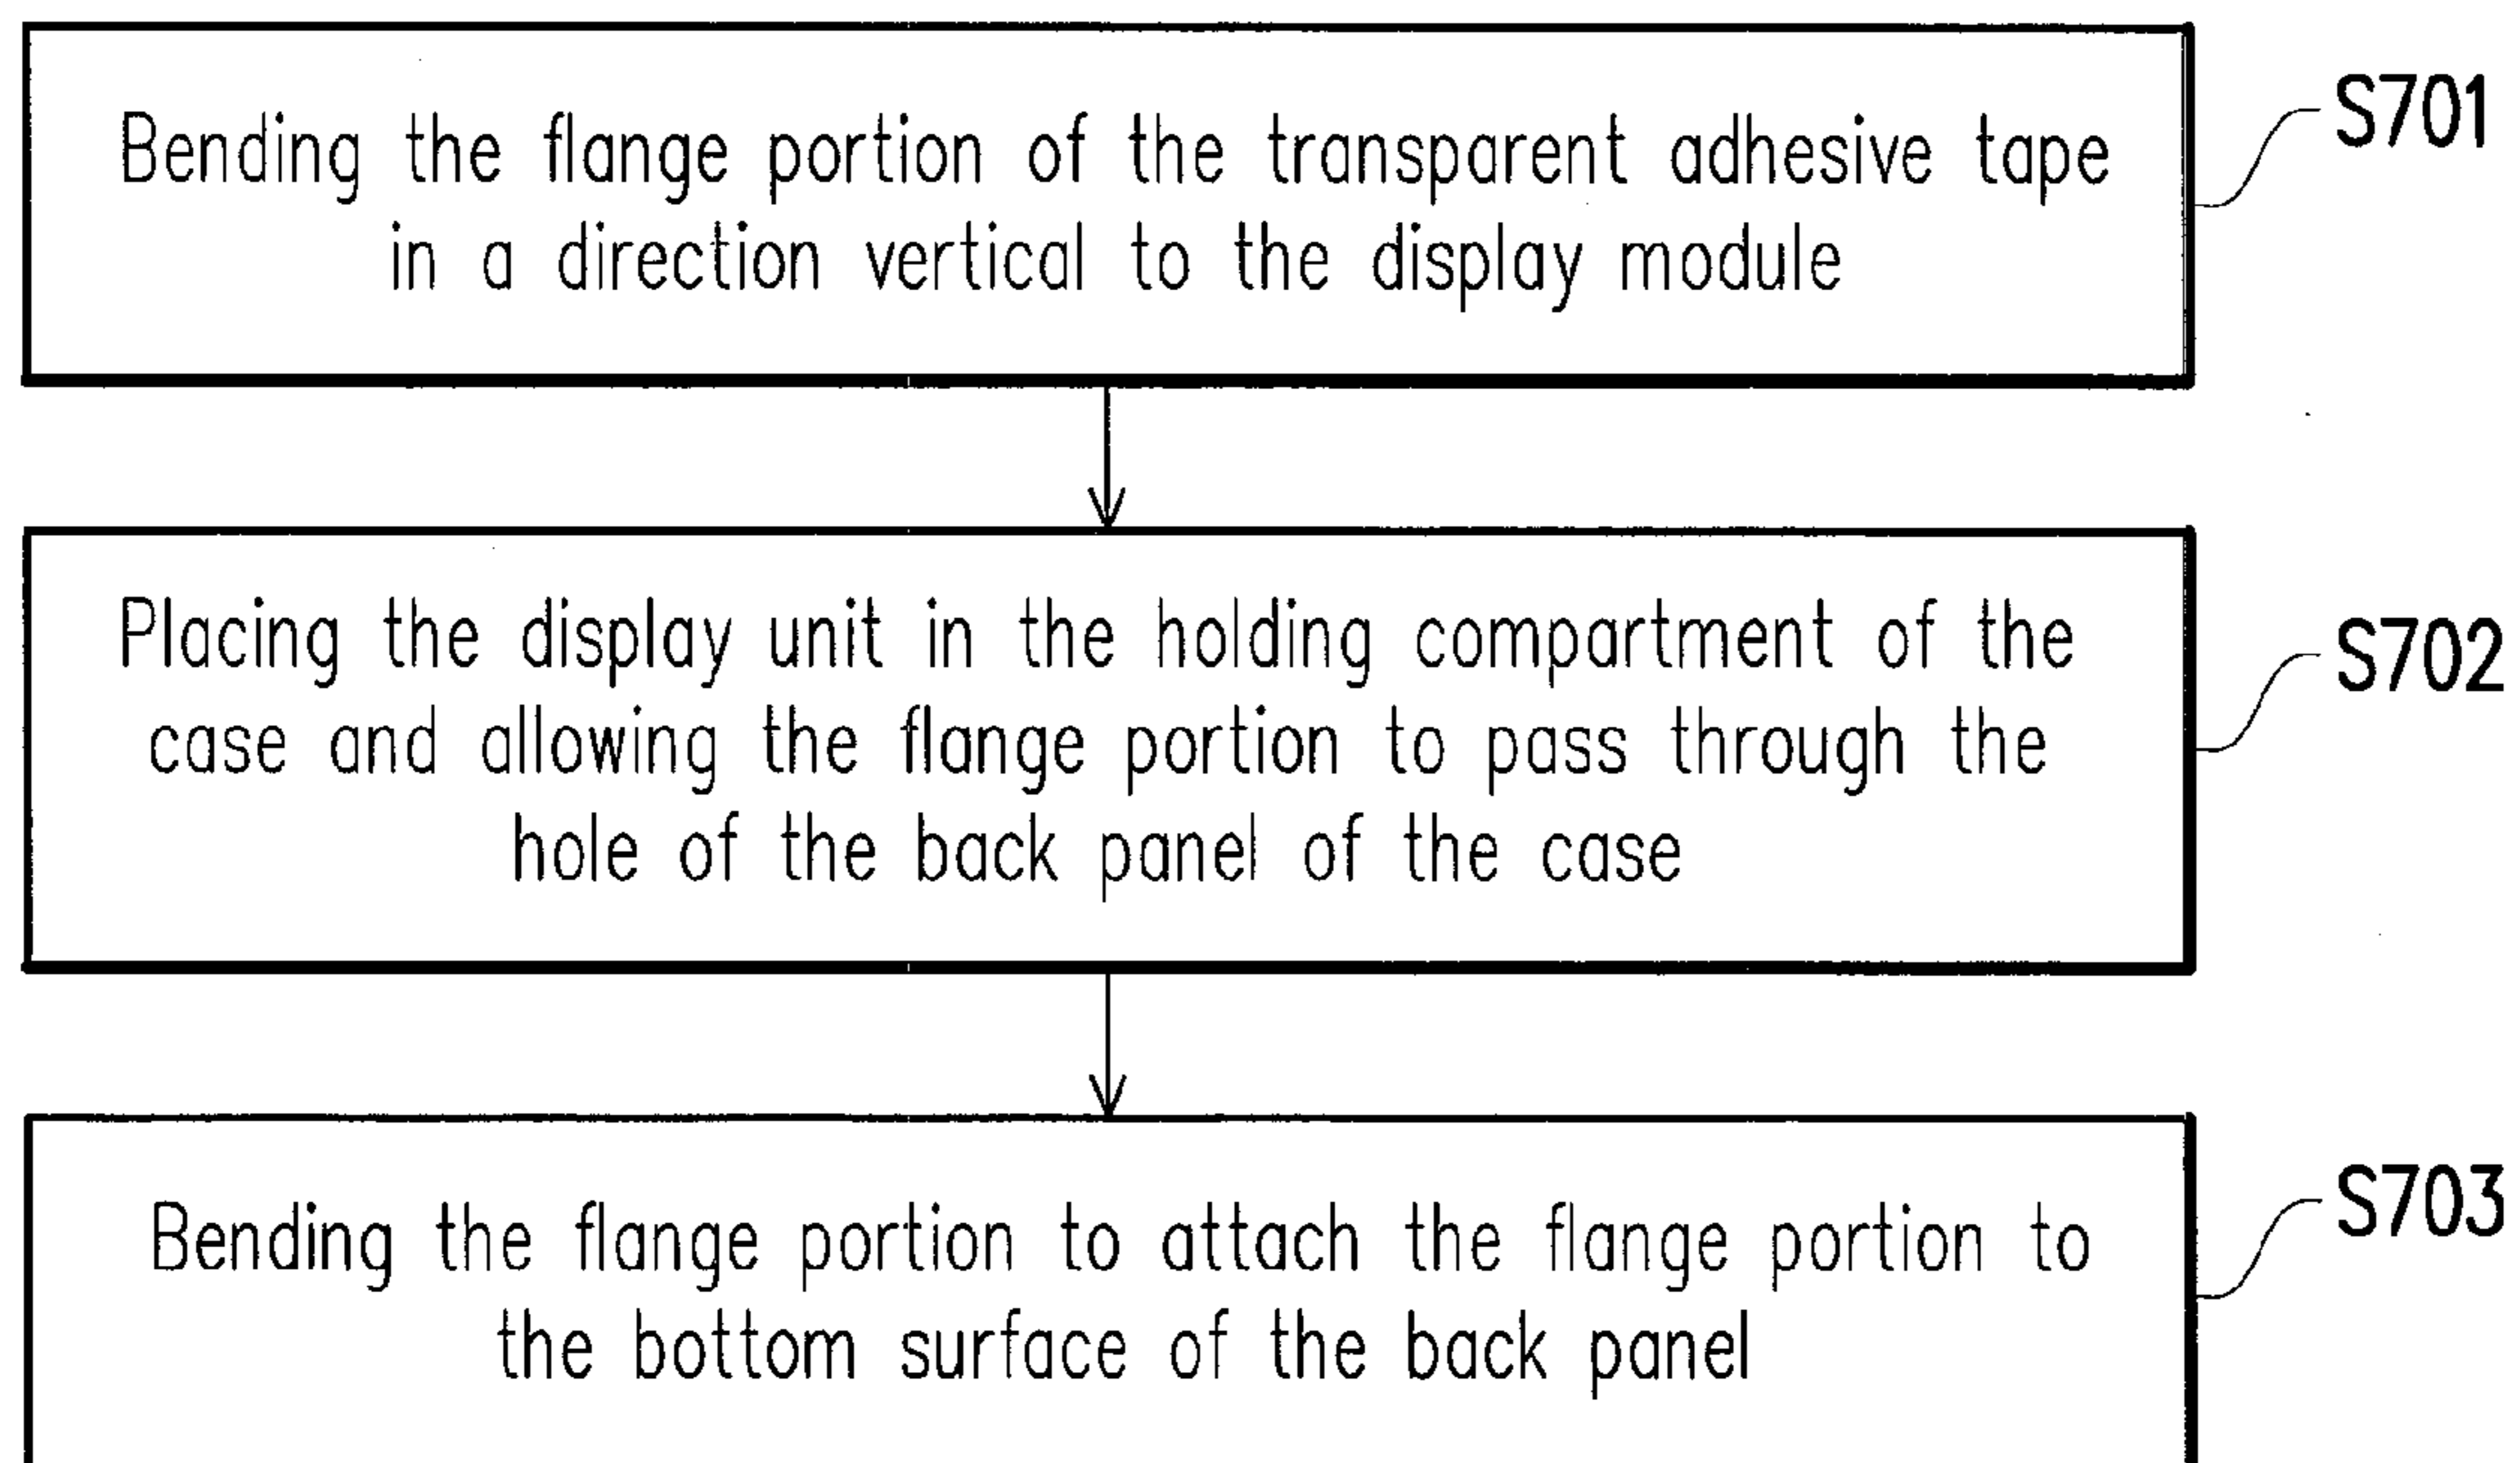 Bending the flange portion of the transparent adhesive tape
in a direction vertical to the display module
S701
Placing the display unit in the holding compartment of the
case and allowing the flange portion to pass through the
hole of the back panel of the case
S702
Bending the flange portion to attach the flange portion to
the bottom surface of the back panel
S703